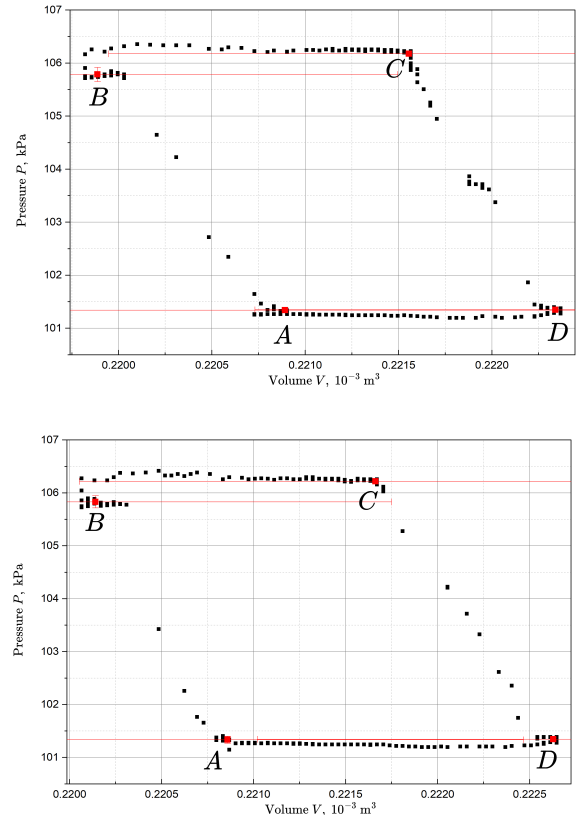 107
106
105
104
103
102
101
Pressure P, kPa
B
C
A
D
0.2200 0.2205 0.2210 0.2215 0.2220
Volume V, 10⁻³ m³
107
106
105
104
103
102
101
Pressure P, kPa
B
C
A
D
0.2200 0.2205 0.2210 0.2215 0.2220 0.2225
Volume V, 10⁻³ m³